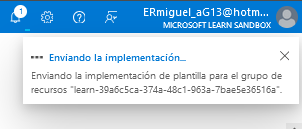 1
ERmiguel_aG13@hotm...
MICROSOFT LEARN SANDBOX
Enviando la implementación...
Enviando la implementación de plantilla para el grupo de
recursos "learn-39a6c5ca-374a-48c1-963a-7bae5e36516a".